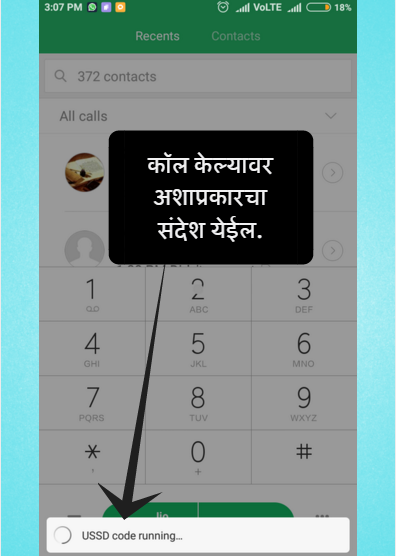 3:07 PM VoLTE 18%
Recents Contacts
372 contacts
All calls
कॉल केल्यावर
अशाप्रकारचा
संदेश येईल.
1 2 3
ABC DEF
4 5 6
GHI JKL MNO
7 8 9
PQRS TUV WXYZ
* 0 #
, +
Jio
USSD code running...